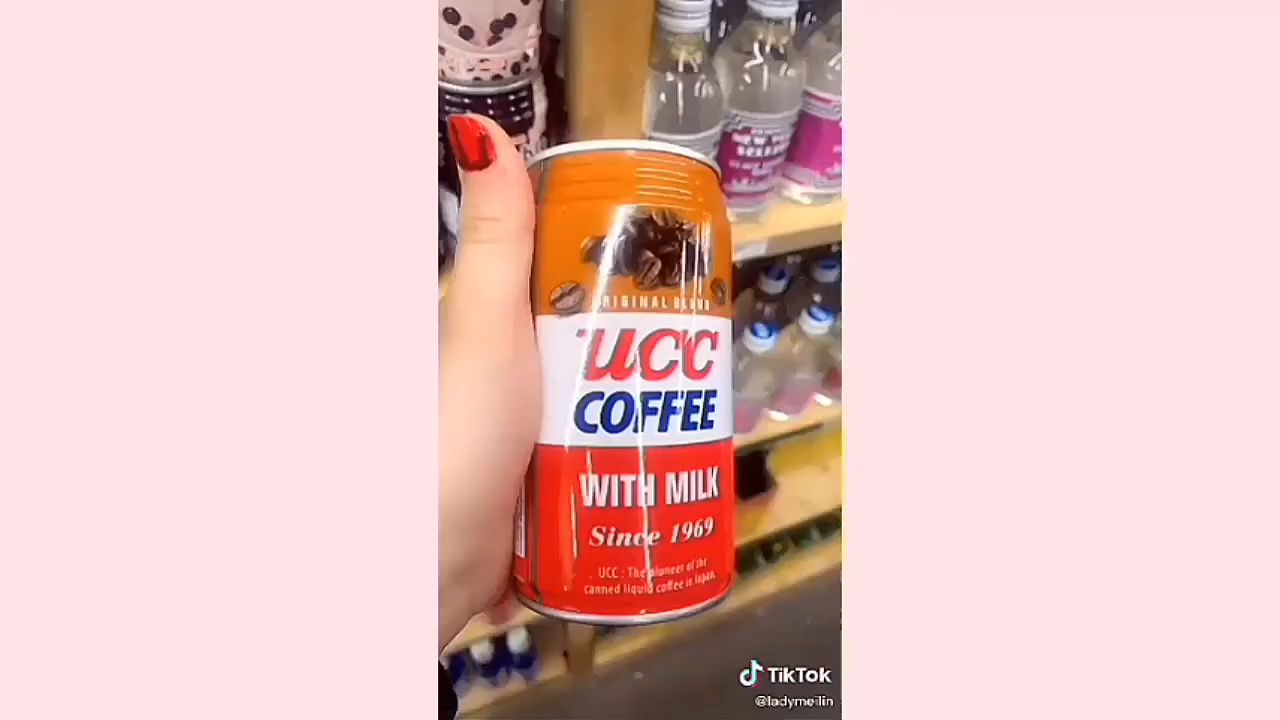 ORIGINAL BLEND
UCC
COFFEE
WITH MILK
Since 1969
UCC : The pioneer of the
canned liquid coffee in Japan.
TikTok
@ladymeilin